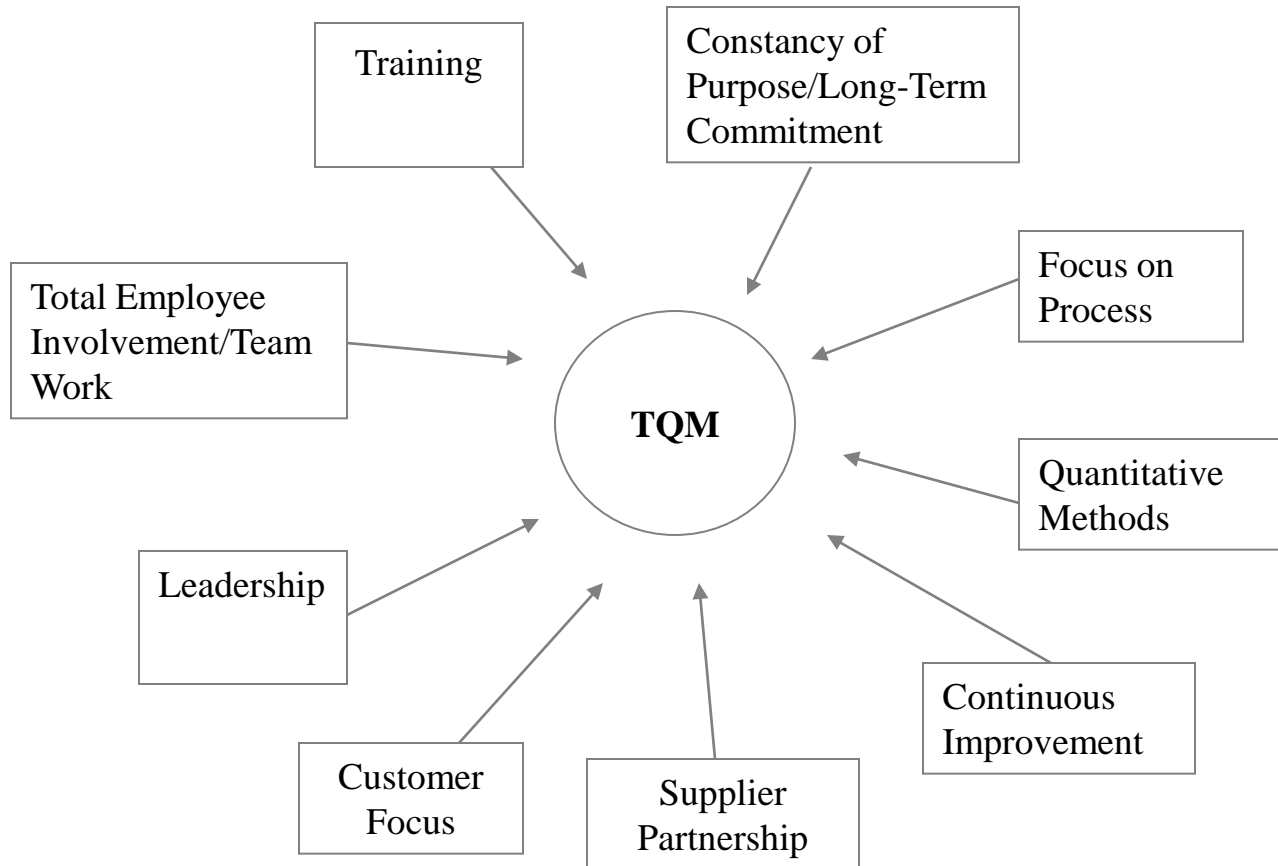 Training
Constancy of
Purpose/Long-Term
Commitment
Total Employee
Involvement/Team
Work
Focus on
Process
TQM
Quantitative
Methods
Leadership
Continuous
Improvement
Customer
Focus
Supplier
Partnership